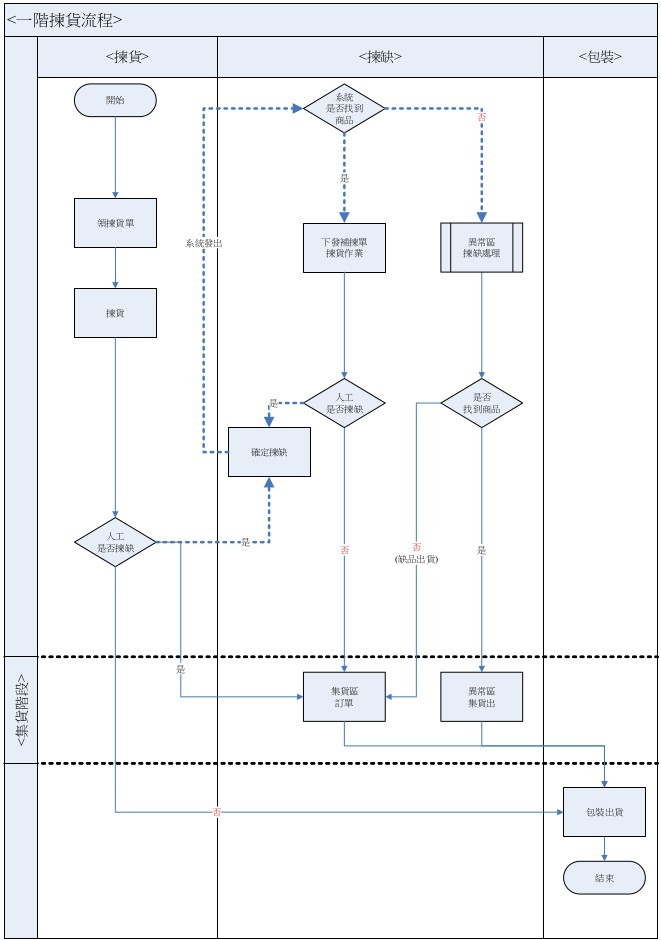 <一階揀貨流程>
<揀貨>
<揀缺>
<包裝>
開始
系統
是否找到
商品
否
是
領揀貨單
系統發出
下發補揀單
揀貨作業
異常區
揀缺處理
揀貨
人工
是否揀缺
是
是否
找到商品
確定揀缺
人工
是否揀缺
是
否
否
(缺品出貨)
是
<集貨階段>
是
集貨區
訂單
異常區
集貨出
否
包裝出貨
結束